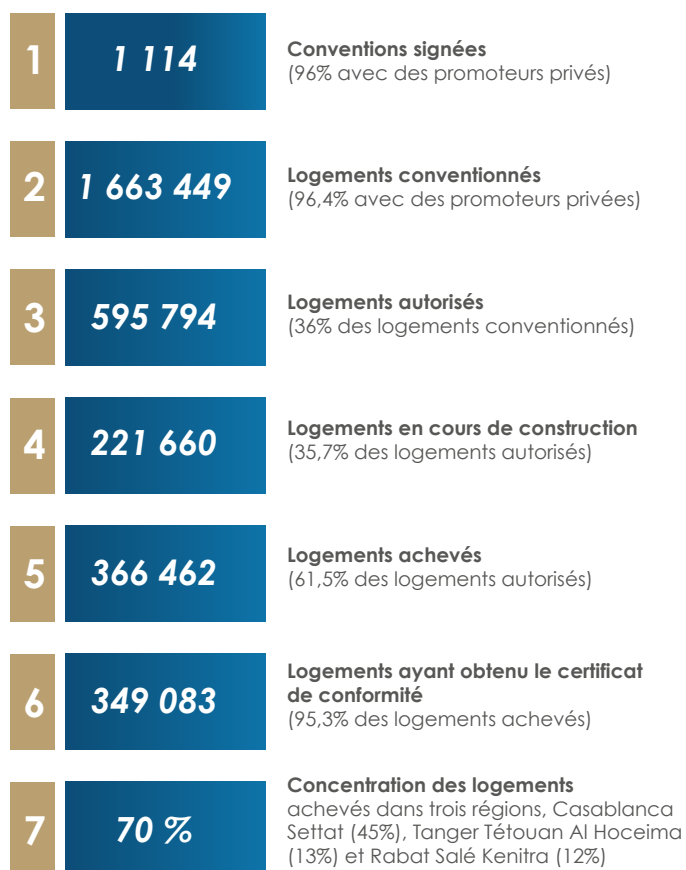 1
1 114
Conventions signées
(96% avec des promoteurs privés)
2
1 663 449
Logements conventionnés
(96,4% avec des promoteurs privées)
3
595 794
Logements autorisés
(36% des logements conventionnés)
4
221 660
Logements en cours de construction
(35,7% des logements autorisés)
5
366 462
Logements achevés
(61,5% des logements autorisés)
6
349 083
Logements ayant obtenu le certificat
de conformité
(95,3% des logements achevés)
7
70 %
Concentration des logements
achevés dans trois régions, Casablanca
Settat (45%), Tanger Tétouan Al Hoceima
(13%) et Rabat Salé Kenitra (12%)